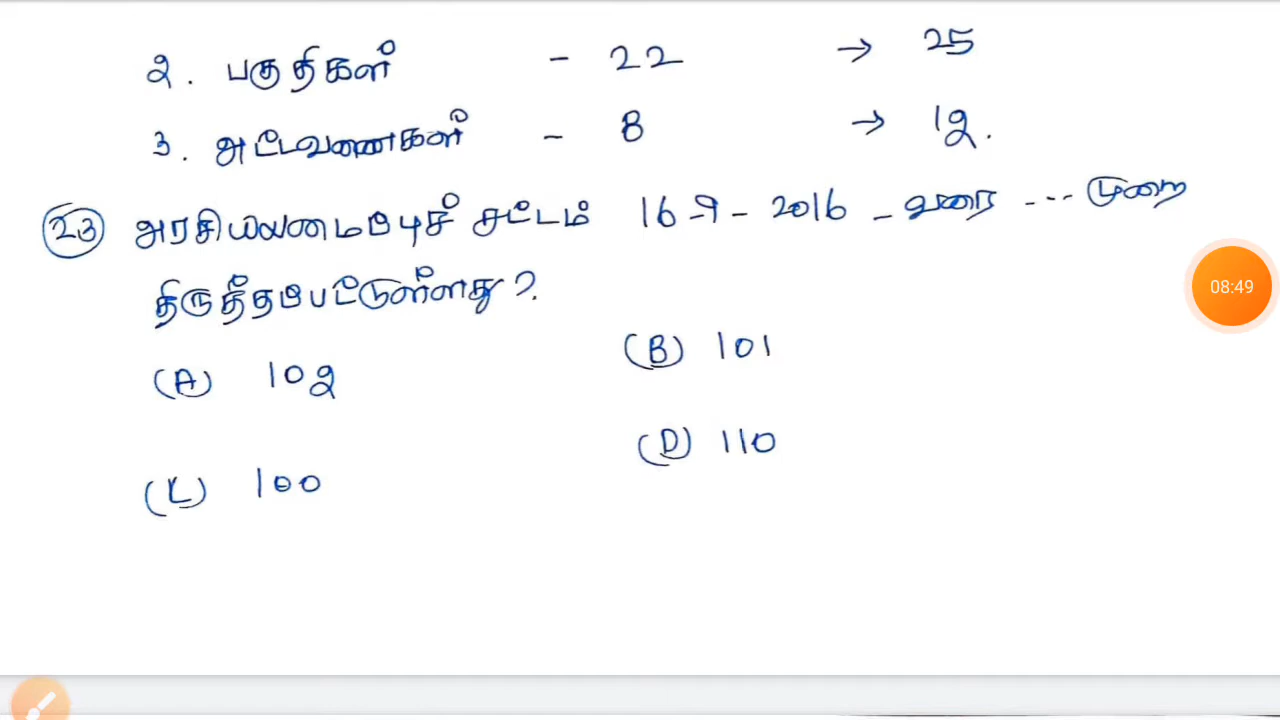 2. பகுதிகள் - 22 → 25
3. அட்டவணைகள் - 8 → 12.
23 அரசியலமைப்புச் சட்டம் 16-9-2016 - வரை ... முறை
திருத்தப்பட்டுள்ளது?
(A) 102 (B) 101
(C) 100 (D) 110
08:49